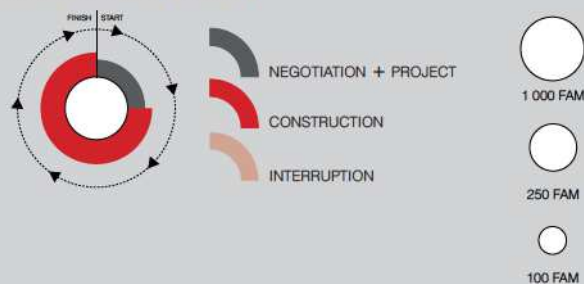 FINISH START
NEGOTIATION + PROJECT
CONSTRUCTION
INTERRUPTION
1 000 FAM
250 FAM
100 FAM